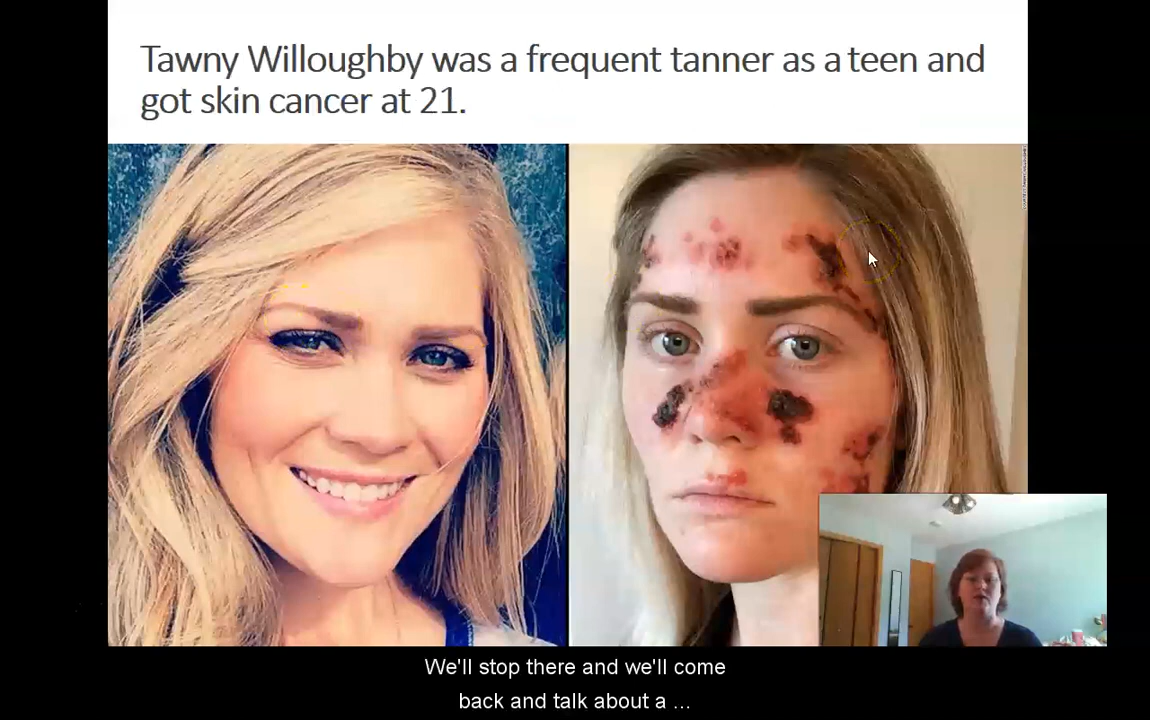 Tawny Willoughby was a frequent tanner as a teen and
got skin cancer at 21.
We'll stop there and we'll come
back and talk about a ...